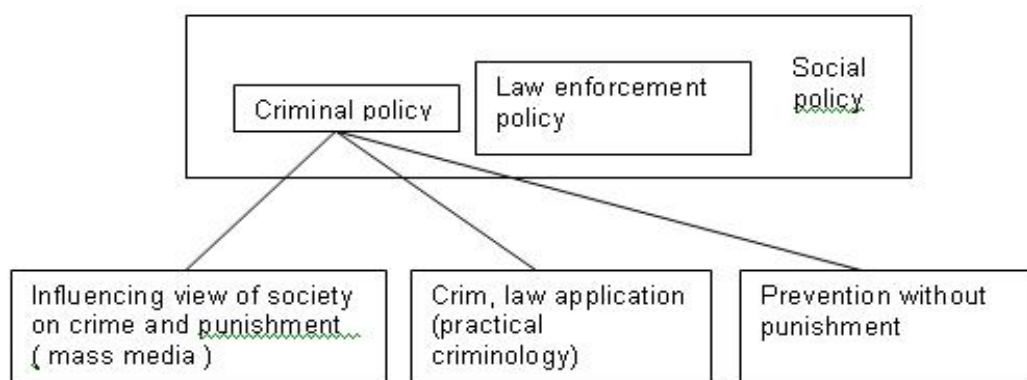 Criminal policy
Law enforcement
policy
Social
policy
Influencing view of society
on crime and punishment
( mass media )
Crim, law application
(practical
criminology)
Prevention without
punishment